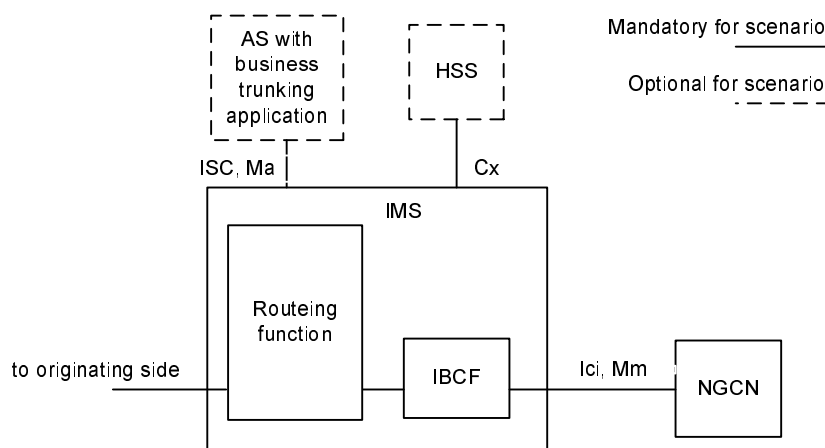 AS with
business
trunking
application
HSS
Mandatory for scenario
Optional for scenario
ISC, Ma
Cx
IMS
Routeing
function
to originating side
IBCF
Ici, Mm
NGCN